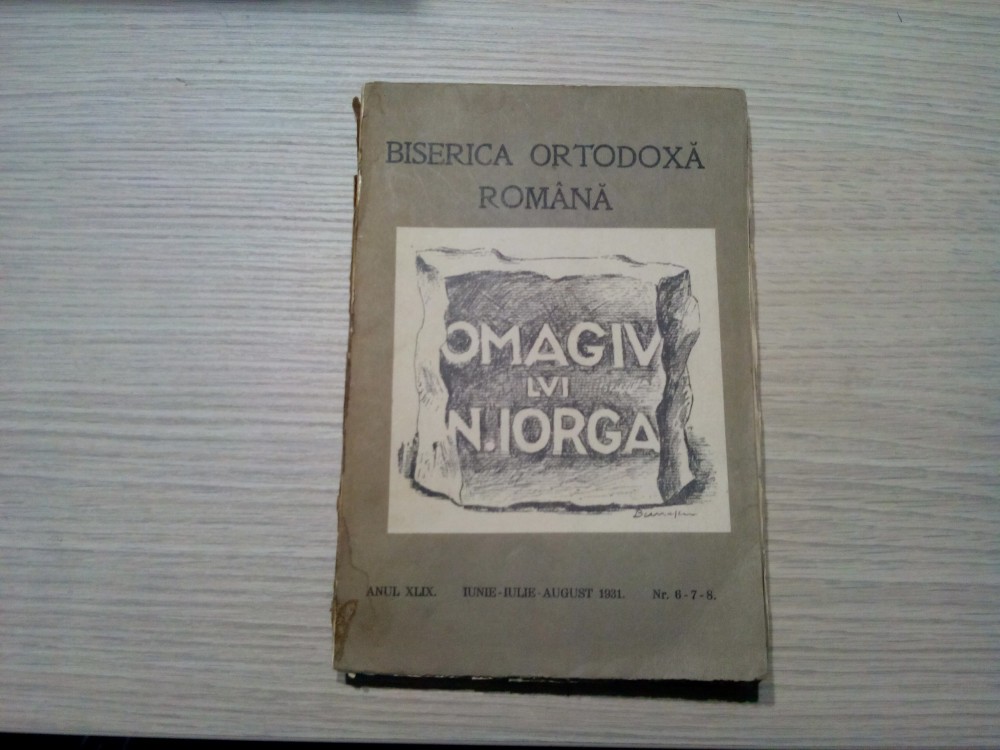 BISERICA ORTODOXĂ
ROMÂNĂ
OMAGIV
LVI
N.IORGA
ANUL XLIX. IUNIE-IULIE-AUGUST 1931. Nr. 6-7-8.